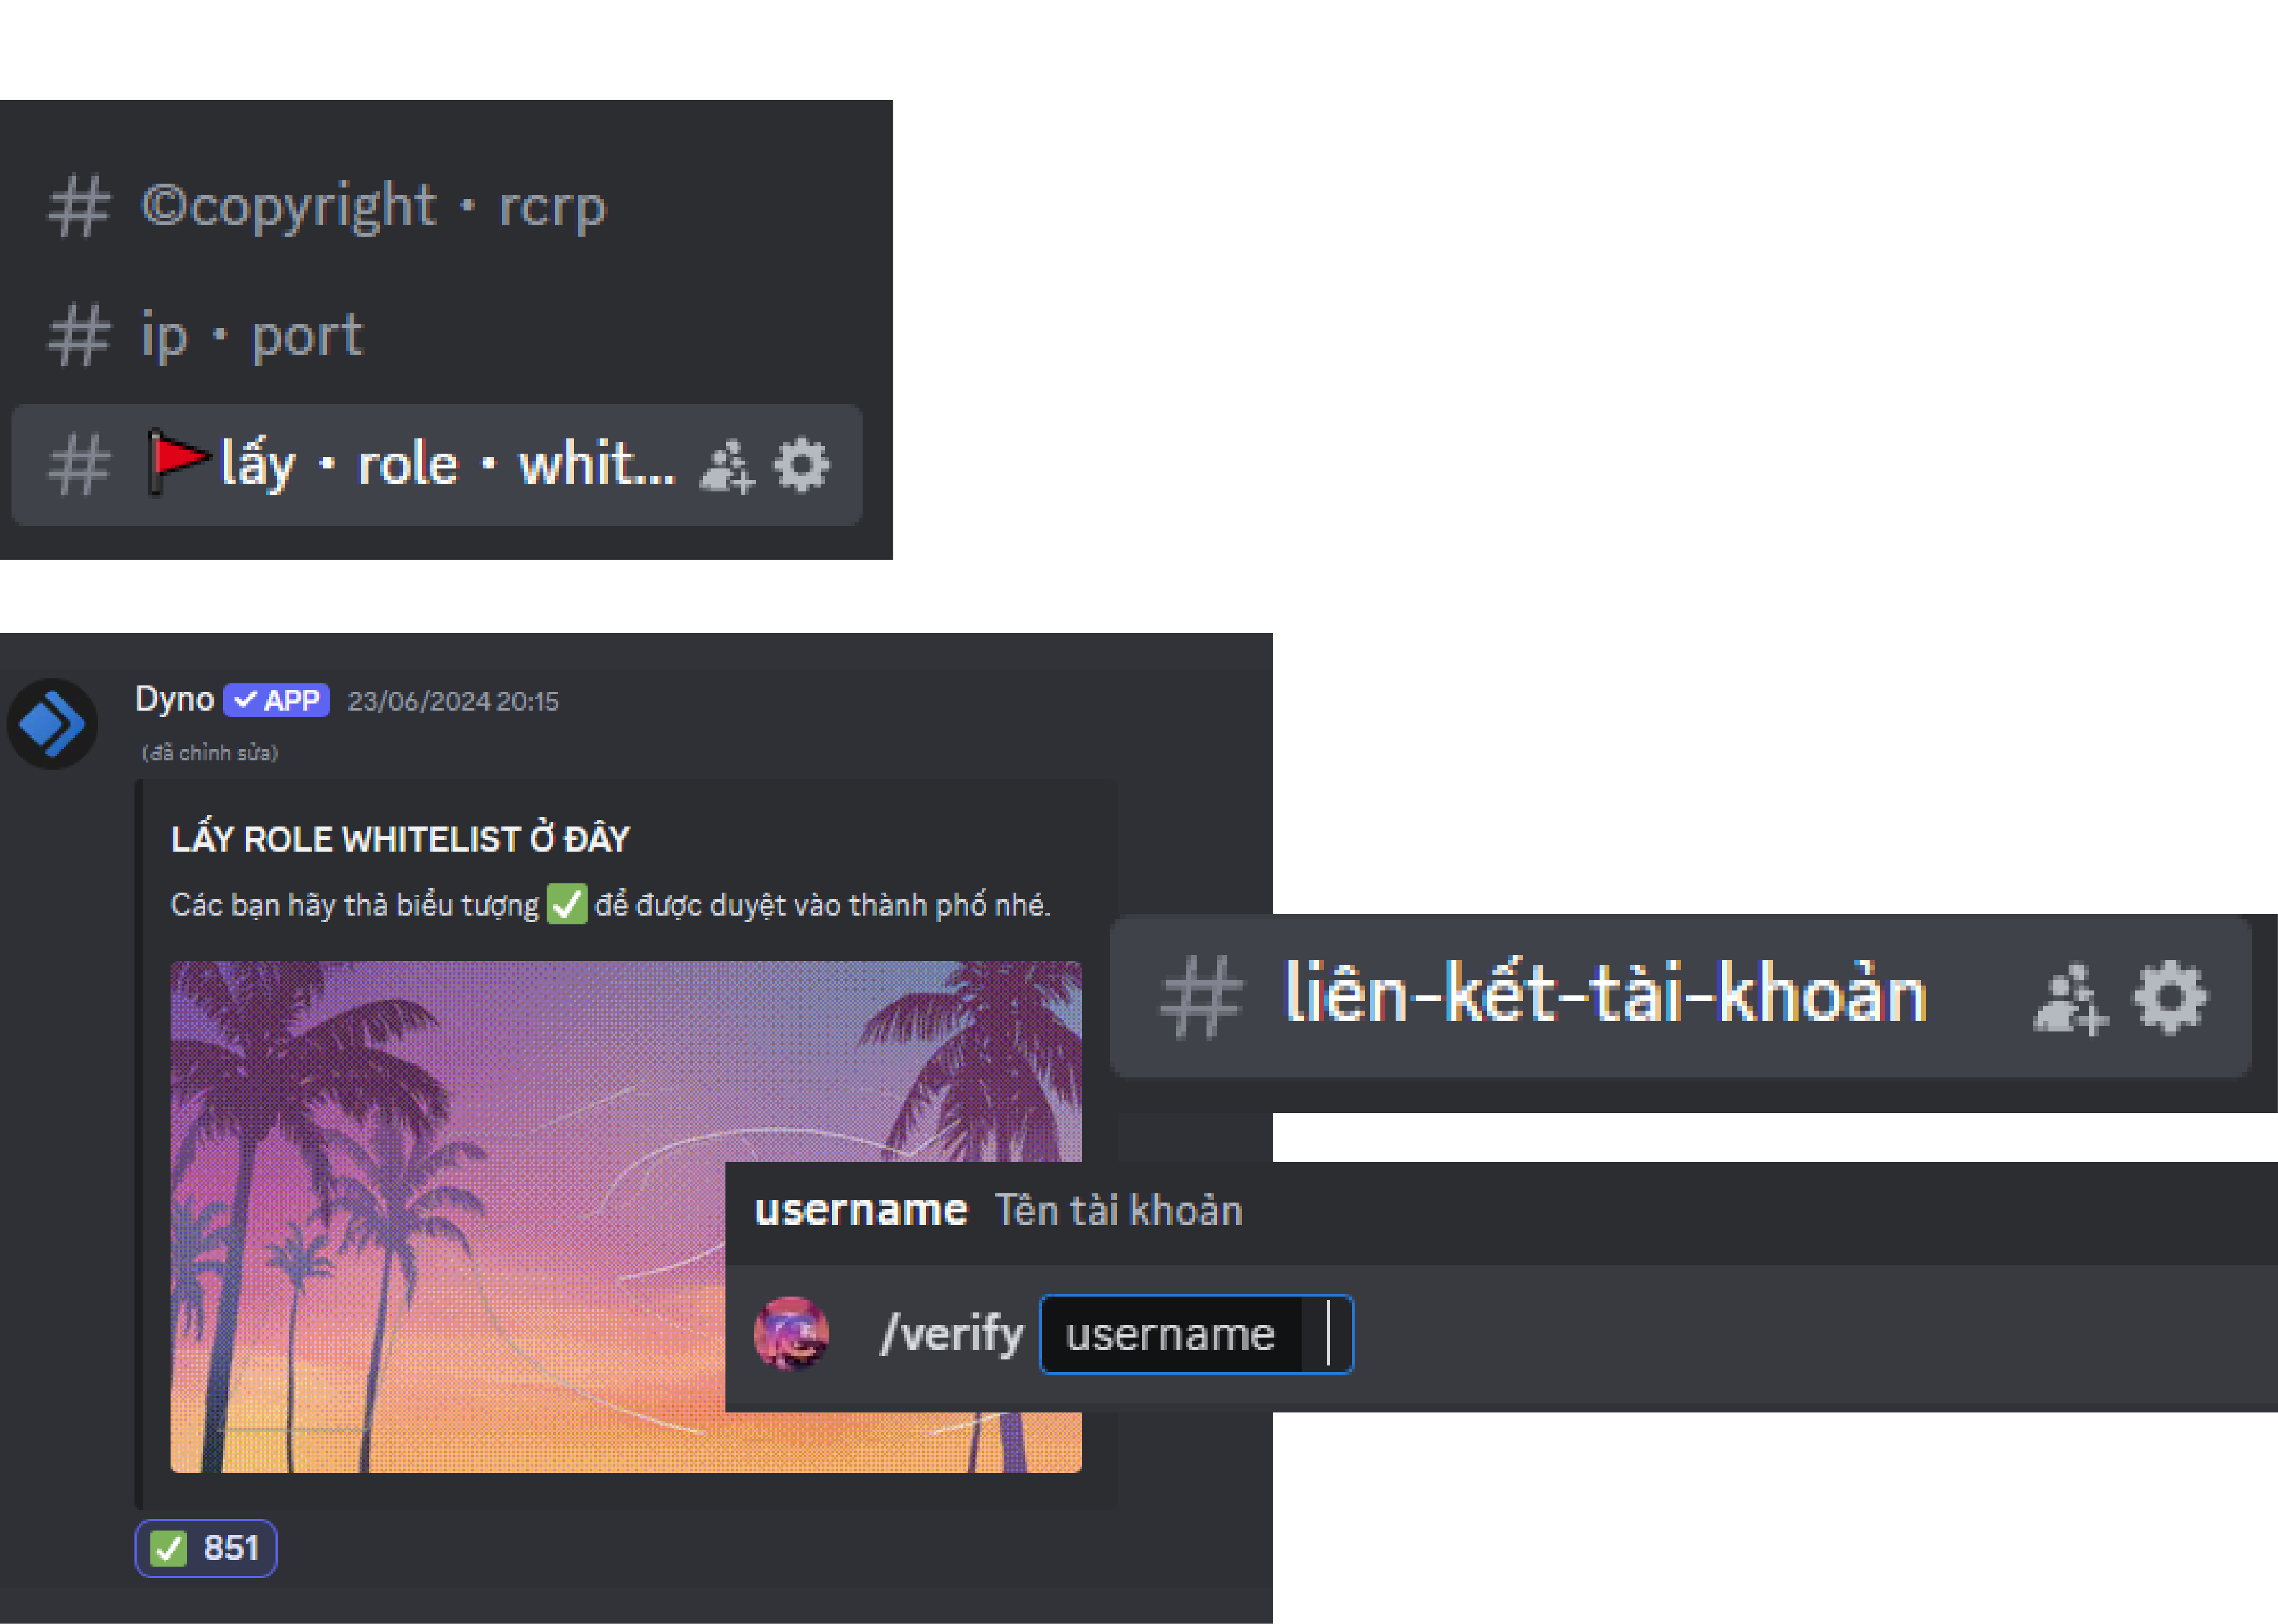 # ©copyright • rcrp
# ip • port
# 🚩lấy • role • whit...
Dyno ✓ APP 23/06/2024 20:15
(đã chỉnh sửa)
LẤY ROLE WHITELIST Ở ĐÂY
Các bạn hãy thả biểu tượng ✅ để được duyệt vào thành phố nhé.
# liên-kết-tài-khoản
username Tên tài khoản
/verify username
✅ 851